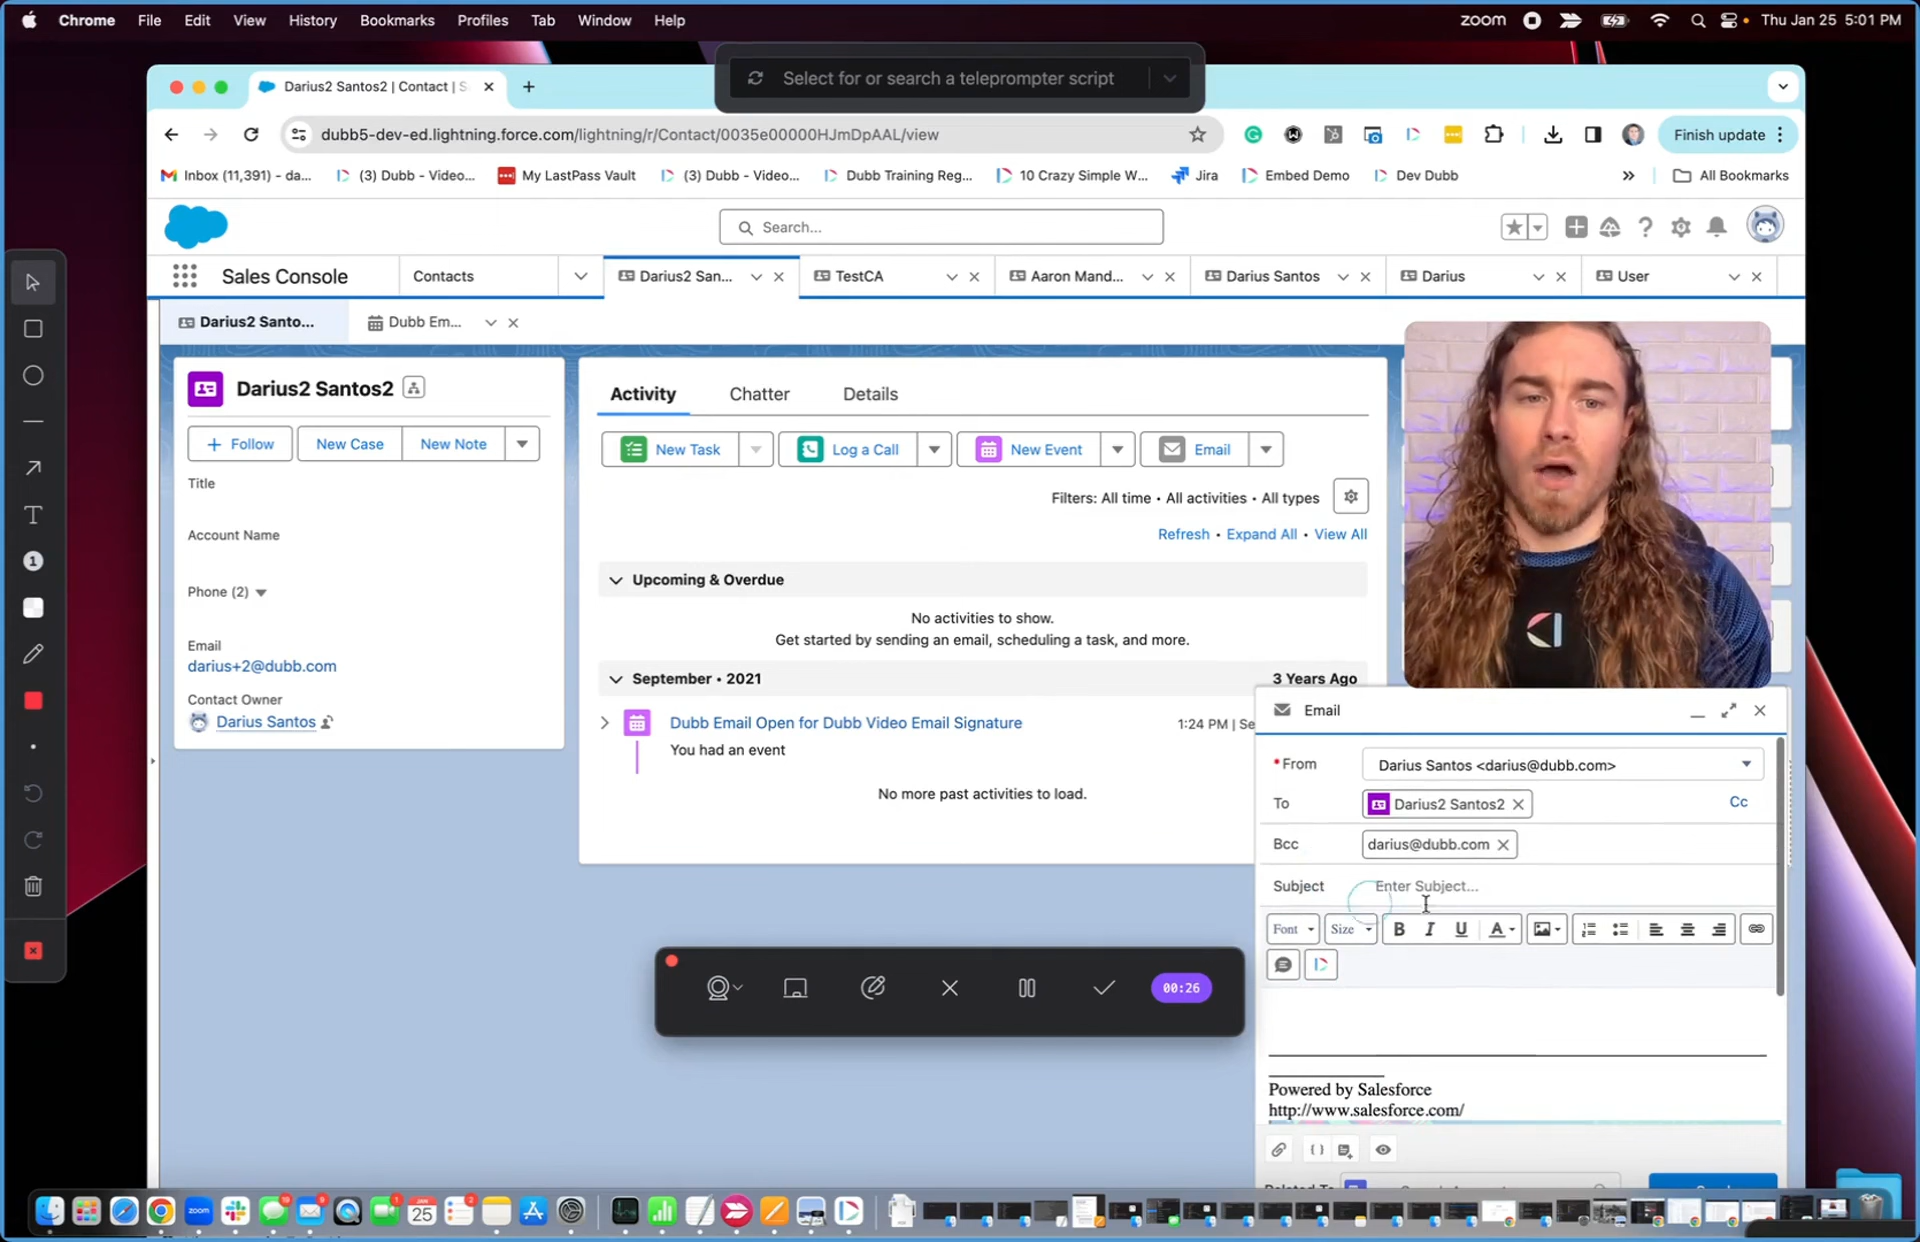 Chrome File Edit View History Bookmarks Profiles Tab Window Help
zoom Thu Jan 25 5:01 PM
Select for or search a teleprompter script
Darius2 Santos2 | Contact | S
dubb5-dev-ed.lightning.force.com/lightning/r/Contact/0035e00000HJmDpAAL/view
Finish update
Inbox (11,391) - da... (3) Dubb - Video... My LastPass Vault (3) Dubb - Video... Dubb Training Reg... 10 Crazy Simple W... Jira Embed Demo Dev Dubb » All Bookmarks
Search...
Sales Console Contacts Darius2 San... TestCA Aaron Mand... Darius Santos Darius User
Darius2 Santo... Dubb Em...
Darius2 Santos2
Follow New Case New Note
Title
Account Name
Phone (2)
Email
darius+2@dubb.com
Contact Owner
Darius Santos
Activity Chatter Details
New Task Log a Call New Event Email
Filters: All time • All activities • All types
Refresh • Expand All • View All
Upcoming & Overdue
No activities to show.
Get started by sending an email, scheduling a task, and more.
September • 2021 3 Years Ago
Dubb Email Open for Dubb Video Email Signature 1:24 PM | Se
You had an event
No more past activities to load.
Email
*From Darius Santos <darius@dubb.com>
To Darius2 Santos2 Cc
Bcc darius@dubb.com
Subject Enter Subject...
Font Size B I U A
Powered by Salesforce
http://www.salesforce.com/
00:26